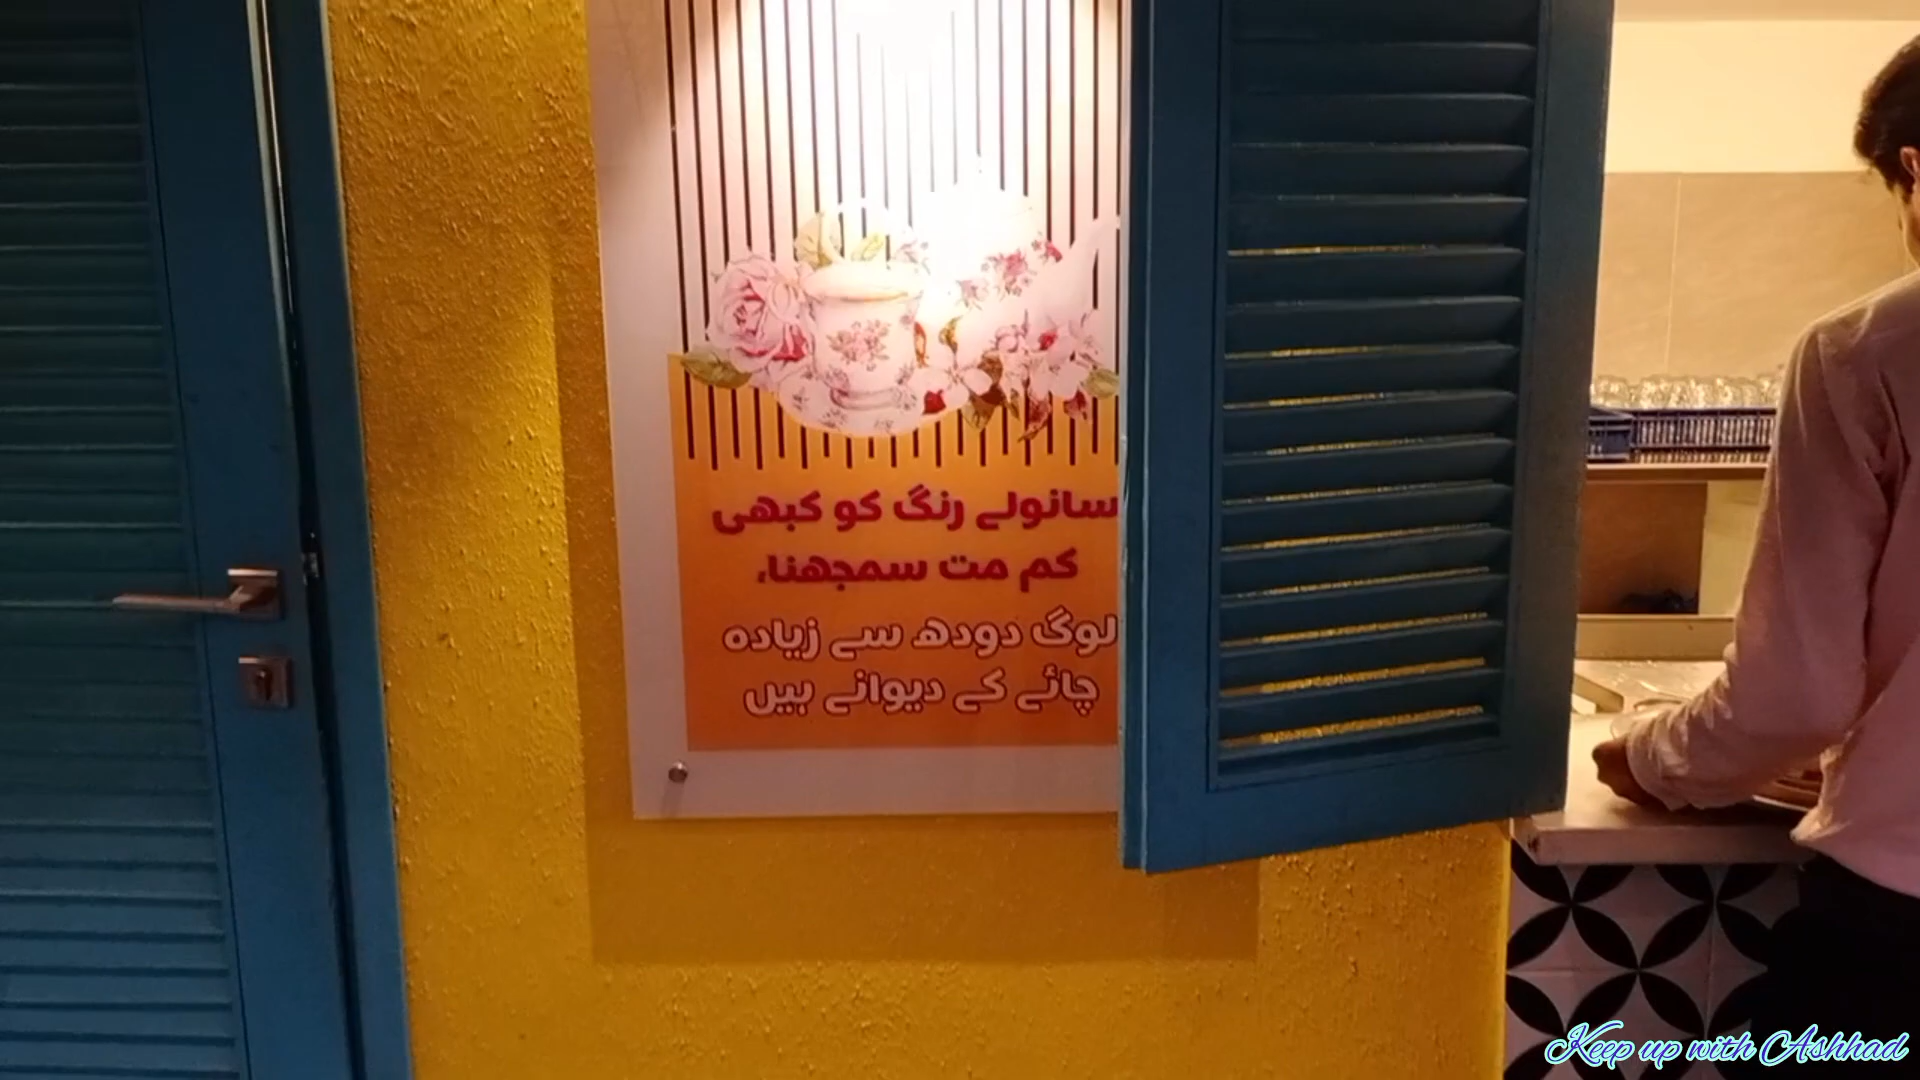 سانولے رنگ کو کبھی
کم مت سمجھنا،
لوگ دودھ سے زیادہ
چائے کے دیوانے ہیں
Keep up with Ashhad